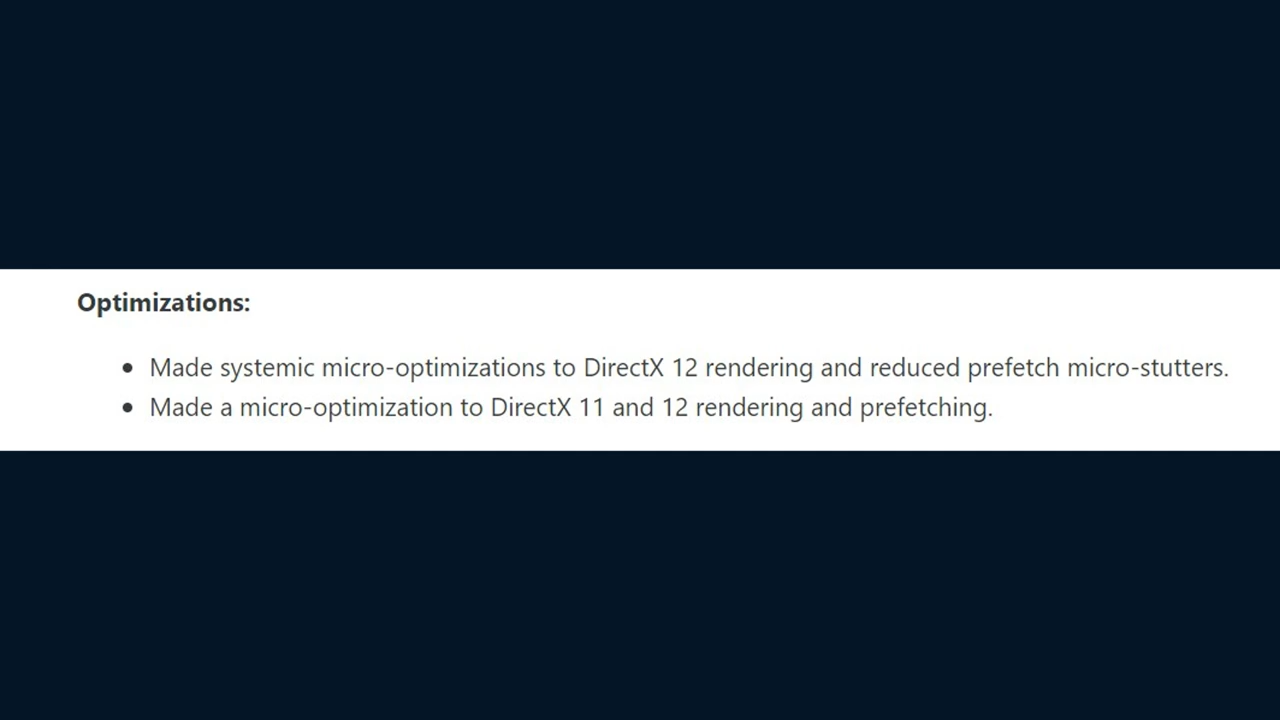 Optimizations:
• Made systemic micro-optimizations to DirectX 12 rendering and reduced prefetch micro-stutters.
• Made a micro-optimization to DirectX 11 and 12 rendering and prefetching.